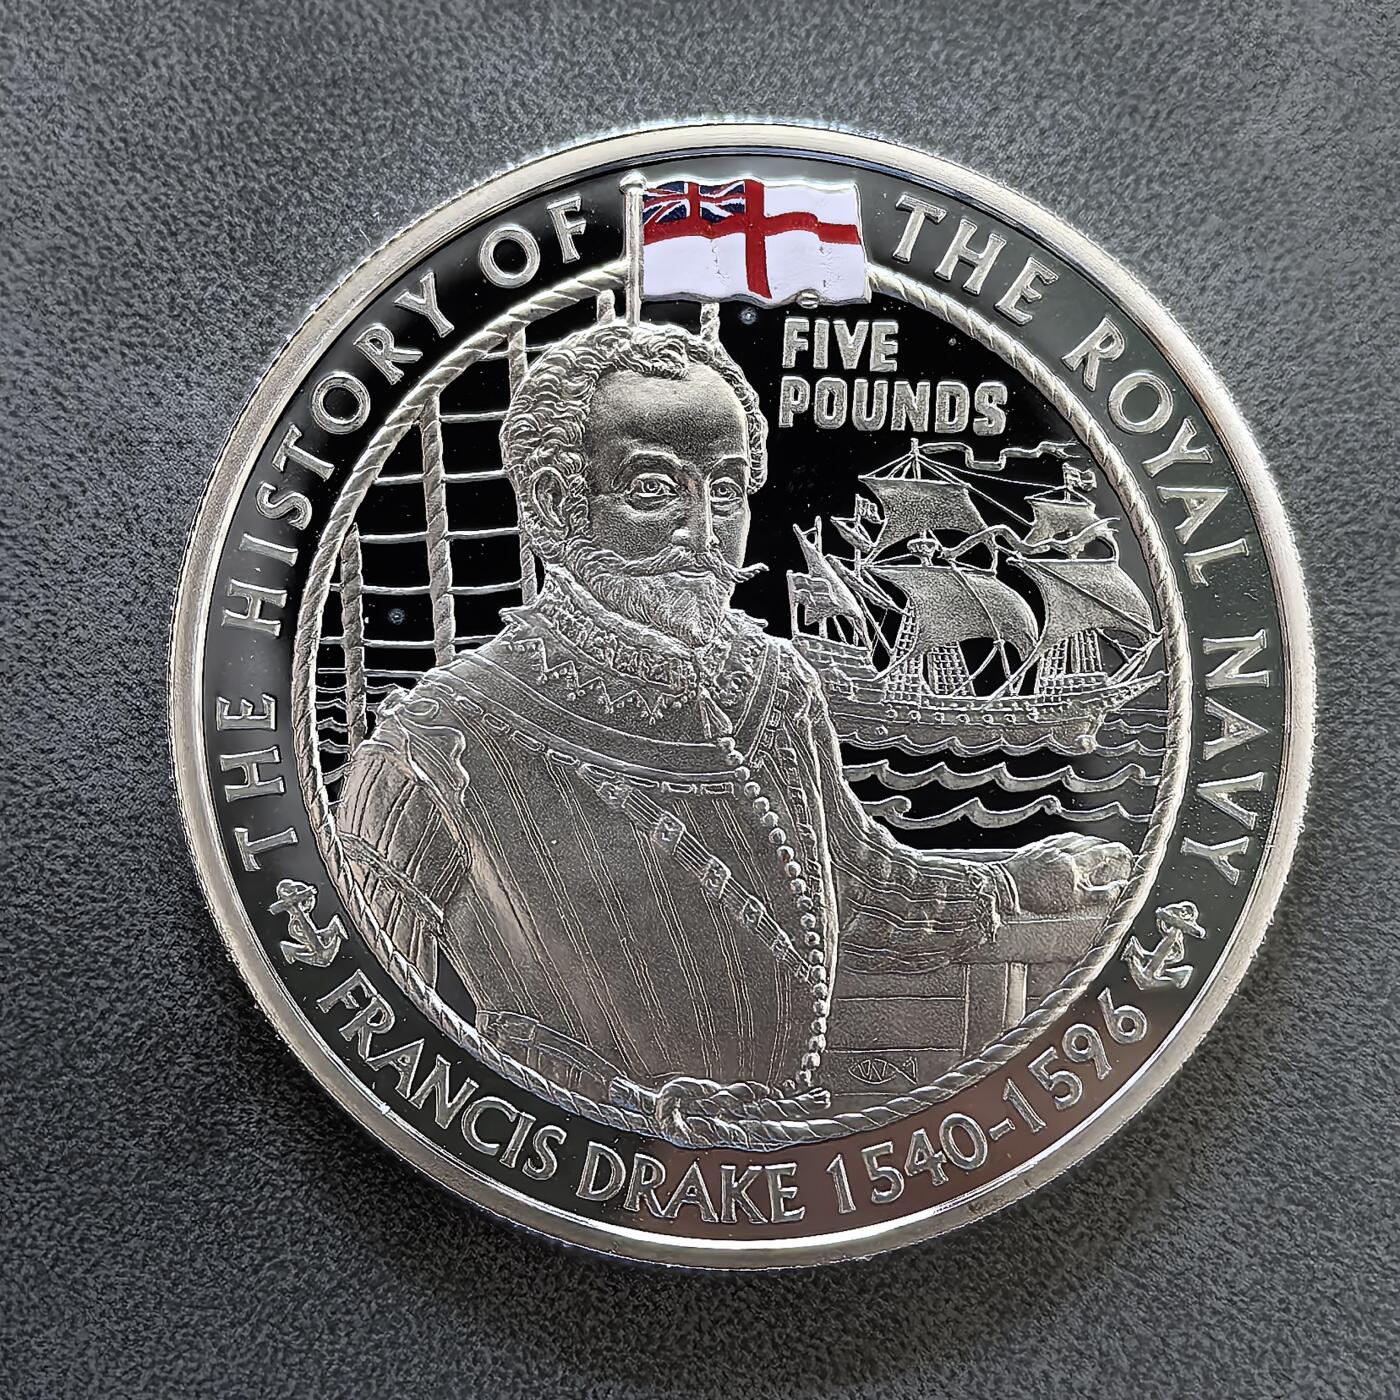 THE HISTORY OF THE ROYAL NAVY
FIVE
POUNDS
FRANCIS DRAKE 1540-1596